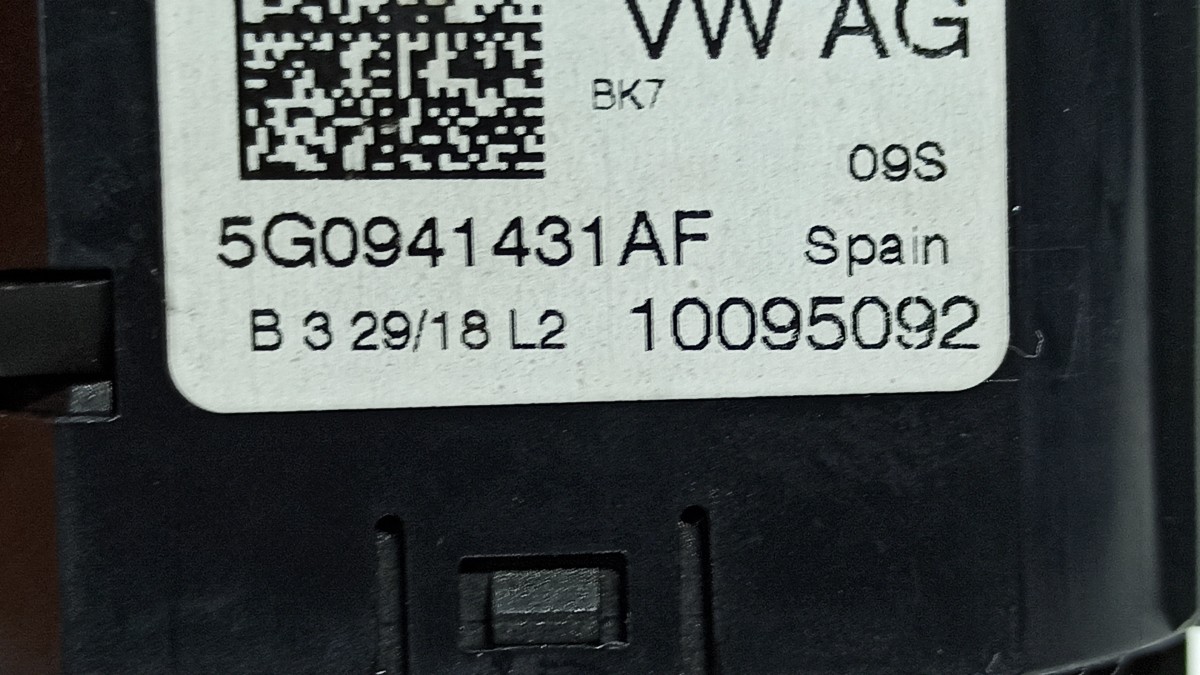 VW AG
BK7
09S
5G0941431AF Spain
B 3 29/18 L2 10095092